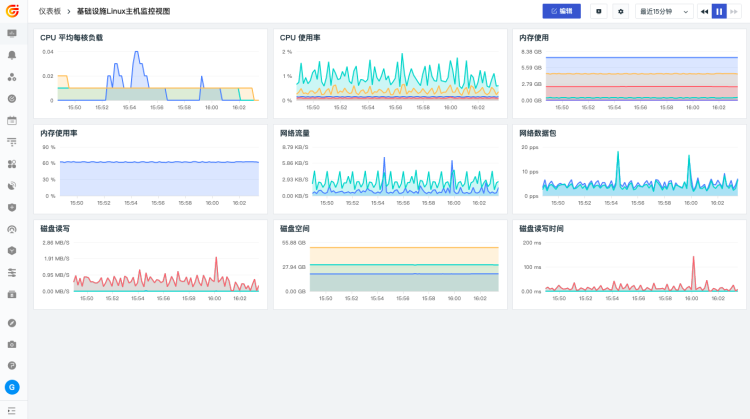 仪表板 > 基础设施Linux主机监控视图
编辑
最近15分钟
CPU 平均每核负载
0.04
0.02
0
15:50 15:52 15:54 15:56 15:58 16:00 16:02
CPU 使用率
2 %
1 %
0 %
15:50 15:52 15:54 15:56 15:58 16:00 16:02
内存使用
8.38 GB
5.59 GB
2.79 GB
0.00 GB
15:50 15:52 15:54 15:56 15:58 16:00 16:02
内存使用率
90 %
60 %
30 %
0 %
15:50 15:52 15:54 15:56 15:58 16:00 16:02
网络流量
8.79 KB/S
5.86 KB/S
2.93 KB/S
0.00 KB/S
15:50 15:52 15:54 15:56 15:58 16:00 16:02
网络数据包
20 pps
10 pps
0 pps
15:50 15:52 15:54 15:56 15:58 16:00 16:02
磁盘读写
2.86 MB/S
1.91 MB/S
0.95 MB/S
0.00 MB/S
15:50 15:52 15:54 15:56 15:58 16:00 16:02
磁盘空间
55.88 GB
27.94 GB
0.00 GB
15:50 15:52 15:54 15:56 15:58 16:00 16:02
磁盘读写时间
200 ms
100 ms
0 ms
15:50 15:52 15:54 15:56 15:58 16:00 16:02
G